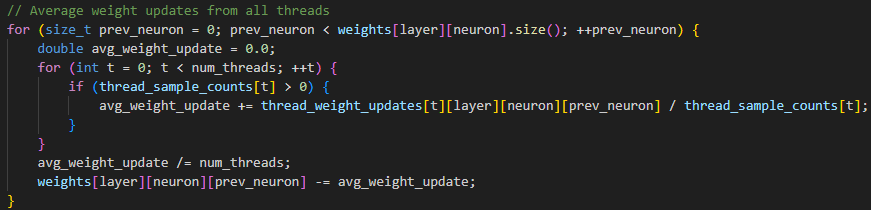 // Average weight updates from all threads
for (size_t prev_neuron = 0; prev_neuron < weights[layer][neuron].size(); ++prev_neuron) {
    double avg_weight_update = 0.0;
    for (int t = 0; t < num_threads; ++t) {
        if (thread_sample_counts[t] > 0) {
            avg_weight_update += thread_weight_updates[t][layer][neuron][prev_neuron] / thread_sample_counts[t];
        }
    }
    avg_weight_update /= num_threads;
    weights[layer][neuron][prev_neuron] -= avg_weight_update;
}